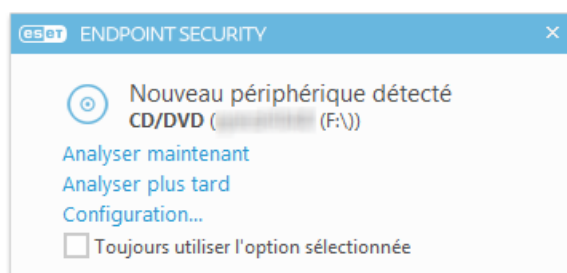 eseT ENDPOINT SECURITY
Nouveau périphérique détecté
CD/DVD ( (F:\))
Analyser maintenant
Analyser plus tard
Configuration...
Toujours utiliser l'option sélectionnée